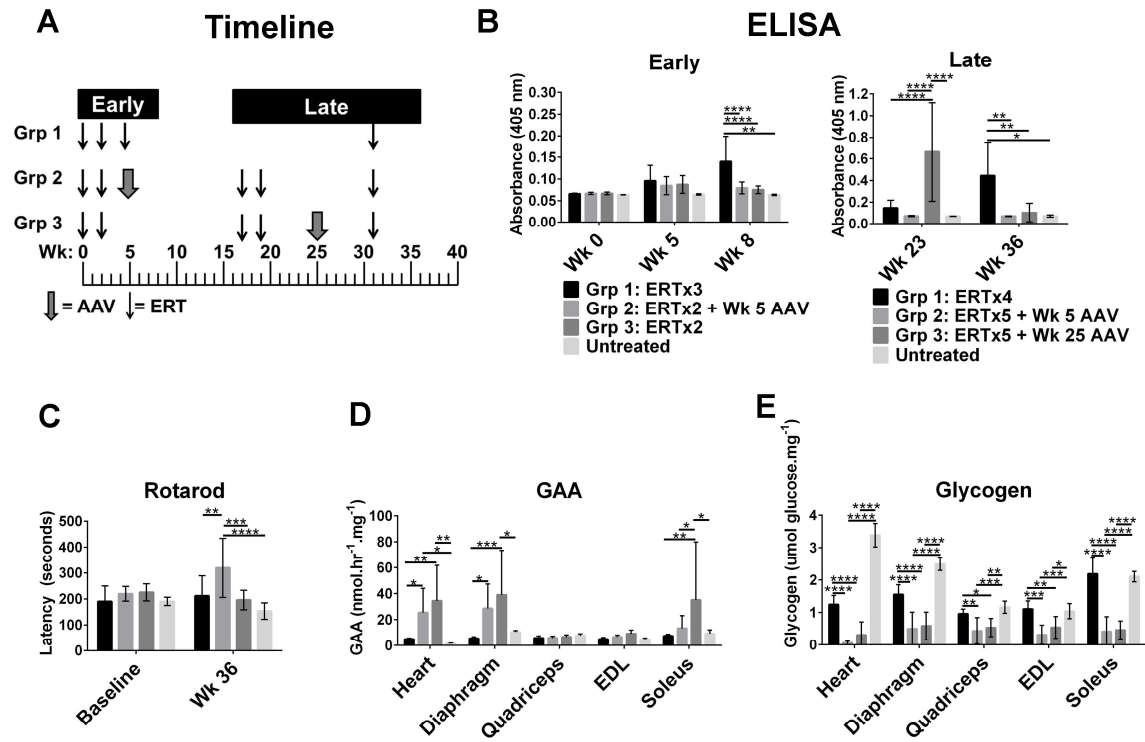 A
Timeline
Early
Late
Grp 1
Grp 2
Grp 3
Wk: 0 5 10 15 20 25 30 35 40
= AAV = ERT
B
ELISA
Early
Absorbance (405 nm)
0.30
0.25
0.20
0.15
0.10
0.05
0.00
****
****
**
Wk 0
Wk 5
Wk 8
Grp 1: ERTx3
Grp 2: ERTx2 + Wk 5 AAV
Grp 3: ERTx2
Untreated
Late
Absorbance (405 nm)
1.2
1.0
0.8
0.6
0.4
0.2
0.0
****
****
****
**
**
*
Wk 23
Wk 36
Grp 1: ERTx4
Grp 2: ERTx5 + Wk 5 AAV
Grp 3: ERTx5 + Wk 25 AAV
Untreated
C
Rotarod
Latency (seconds)
500
400
300
200
100
0
**
***
****
Baseline
Wk 36
D
GAA
GAA (nmol.hr-1.mg-1)
100
80
60
40
20
0
**
**
*
*
***
*
*
*
*
**
Heart
Diaphragm
Quadriceps
EDL
Soleus
E
Glycogen
Glycogen (umol glucose.mg-1)
4
3
2
1
0
****
****
****
****
****
****
****
****
**
***
*
**
*
***
**
***
****
****
****
****
Heart
Diaphragm
Quadriceps
EDL
Soleus